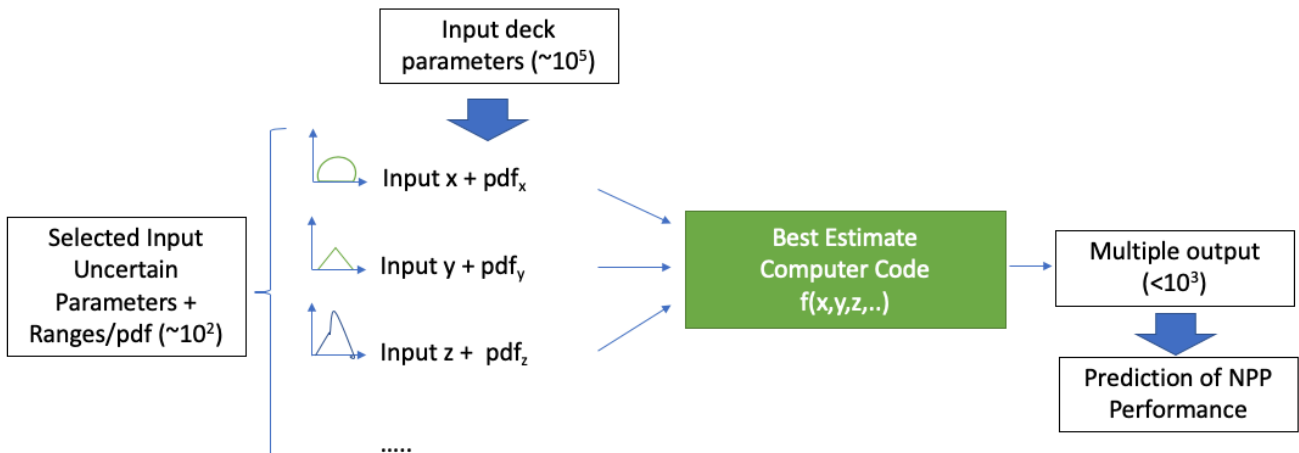 Input deck
parameters (~10⁵)
Selected Input
Uncertain
Parameters +
Ranges/pdf (~10²)
Input x + pdfₓ
Input y + pdfᵧ
Input z + pdf_z
.....
Best Estimate
Computer Code
f(x,y,z,..)
Multiple output
(<10³)
Prediction of NPP
Performance